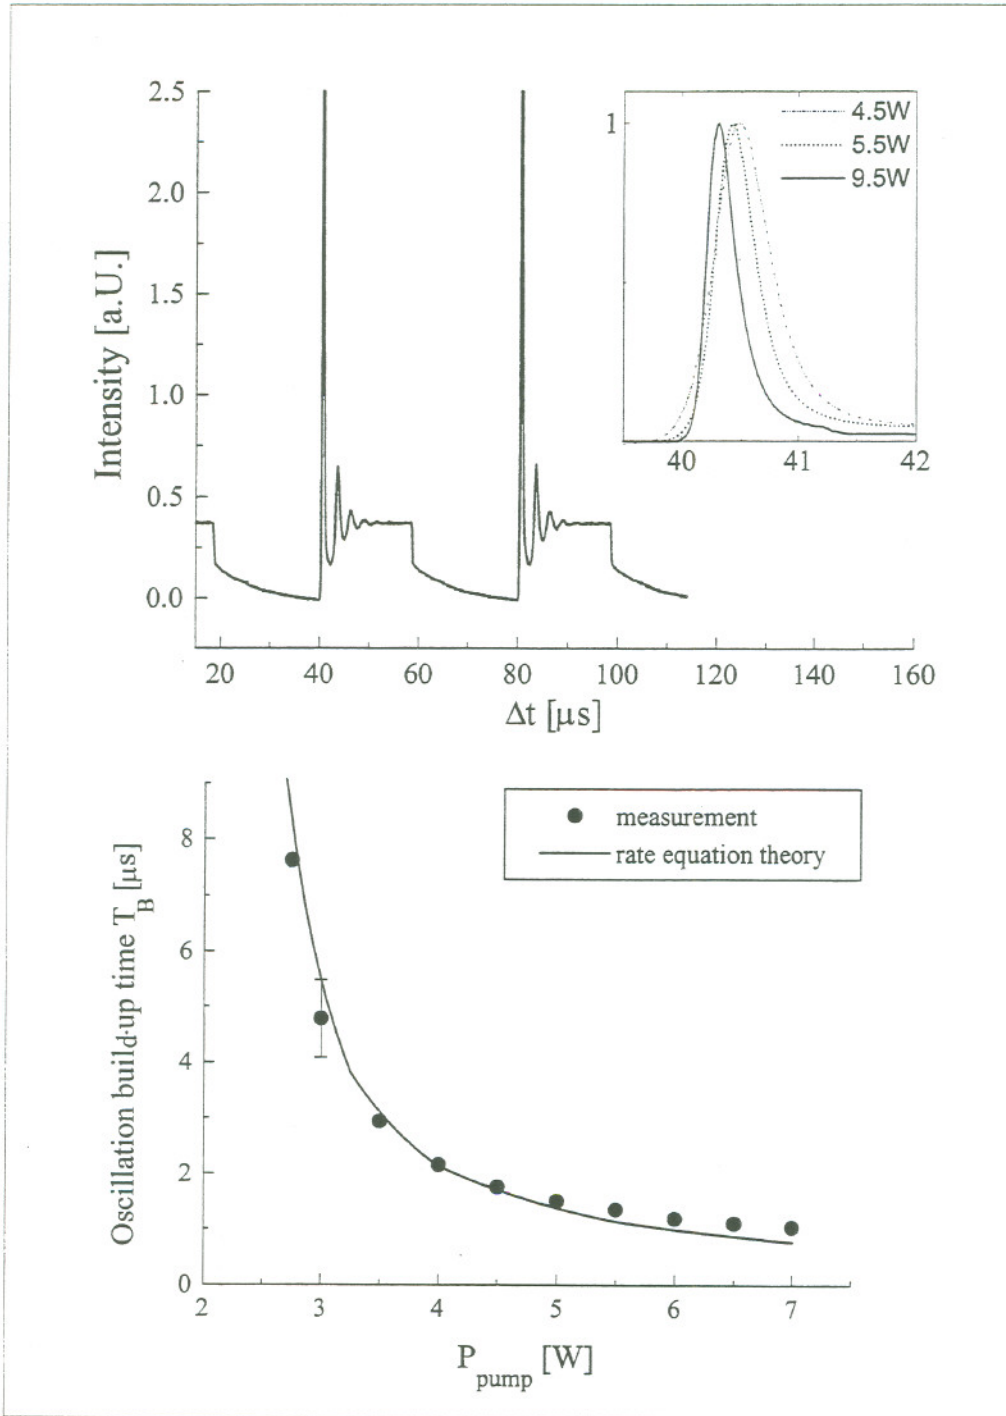 2.5
2.0
1.5
1.0
0.5
0.0
Intensity [a.U.]
20 40 60 80 100 120 140 160
Δt [μs]
1
4.5W
5.5W
9.5W
40 41 42
8
6
4
2
0
Oscillation build-up time T_B [μs]
measurement
rate equation theory
2 3 4 5 6 7
P_pump [W]